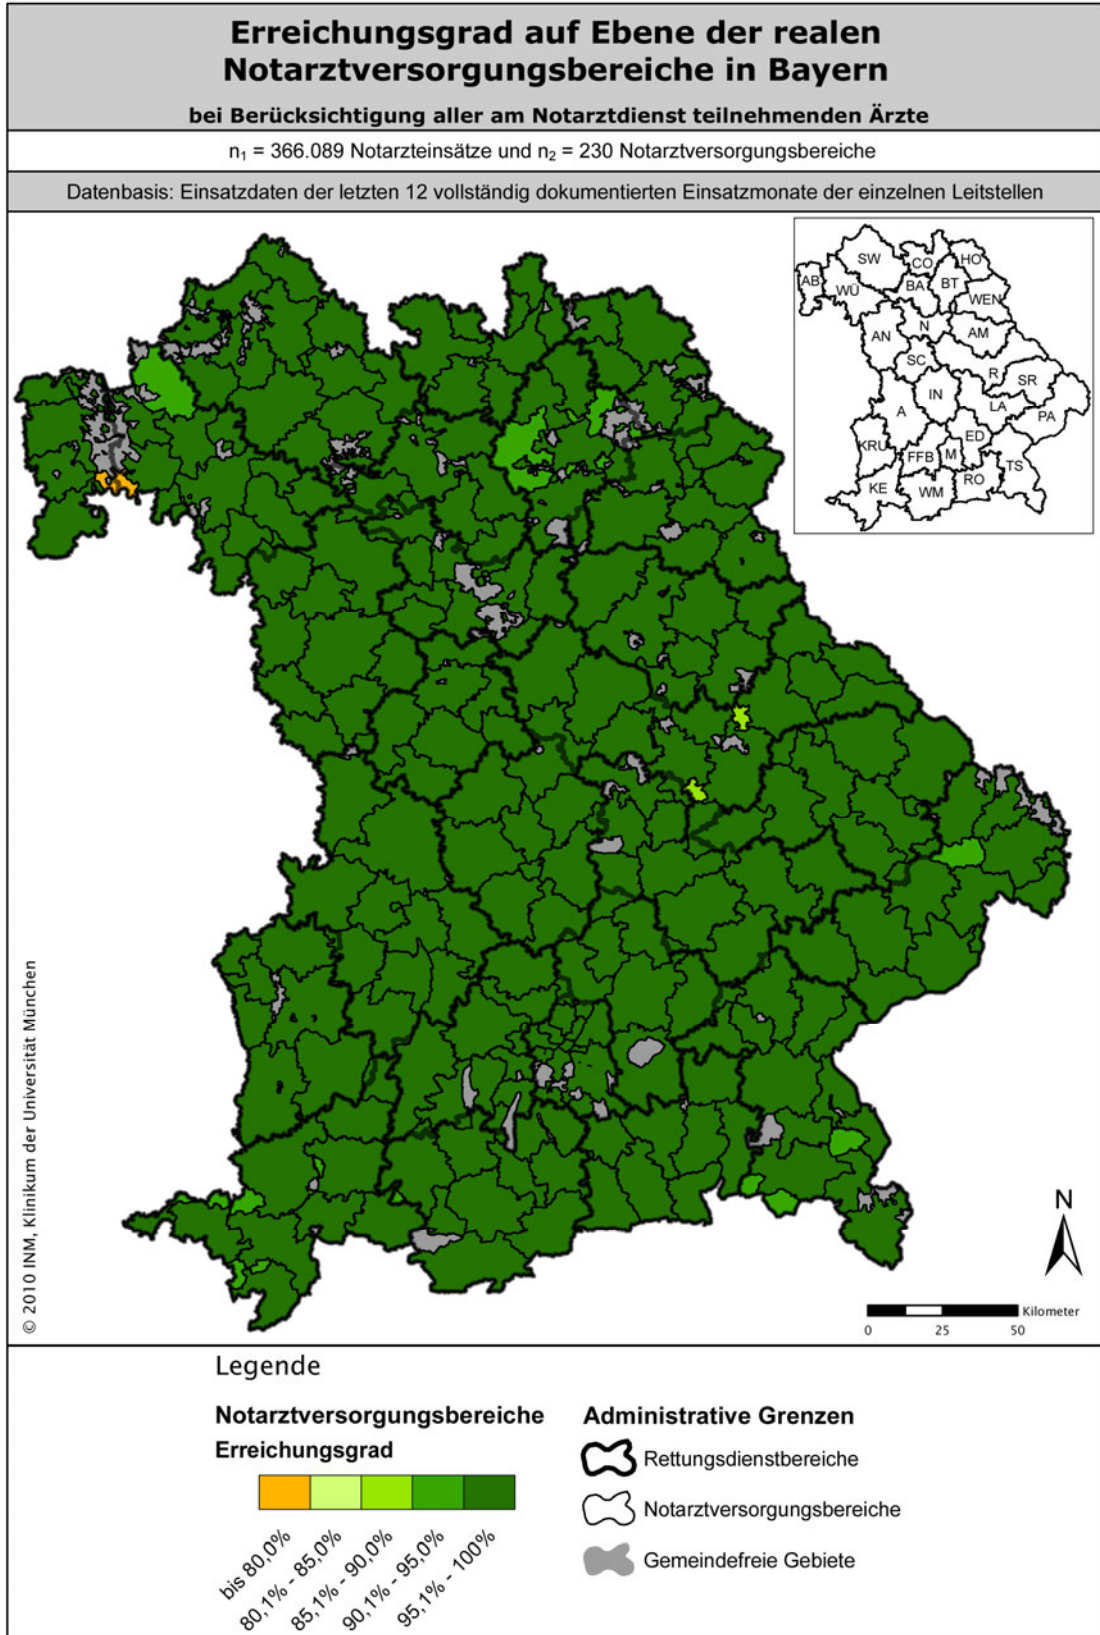 Erreichungsgrad auf Ebene der realen
Notarztversorgungsbereiche in Bayern
bei Berücksichtigung aller am Notarztdienst teilnehmenden Ärzte
n₁ = 366.089 Notarzteinsätze und n₂ = 230 Notarztversorgungsbereiche
Datenbasis: Einsatzdaten der letzten 12 vollständig dokumentierten Einsatzmonate der einzelnen Leitstellen
SW
CO
HO
AB
WÜ
BA
BT
WEN
AN
N
AM
SC
R
SR
IN
LA
A
PA
ED
KRU
FFB
M
TS
KE
WM
RO
© 2010 INM, Klinikum der Universität München
N
Kilometer
0 25 50
Legende
Notarztversorgungsbereiche
Erreichungsgrad
bis 80,0%
80,1% - 85,0%
85,1% - 90,0%
90,1% - 95,0%
95,1% - 100%
Administrative Grenzen
Rettungsdienstbereiche
Notarztversorgungsbereiche
Gemeindefreie Gebiete